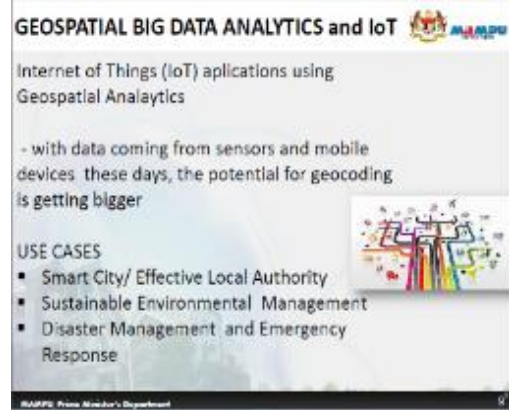 GEOSPATIAL BIG DATA ANALYTICS and IoT
MAMPU
Internet of Things (IoT) aplications using
Geospatial Analaytics
- with data coming from sensors and mobile
devices these days, the potential for geocoding
is getting bigger
USE CASES
▪ Smart City/ Effective Local Authority
▪ Sustainable Environmental Management
▪ Disaster Management and Emergency
Response
MAMPU Prime Minister's Department